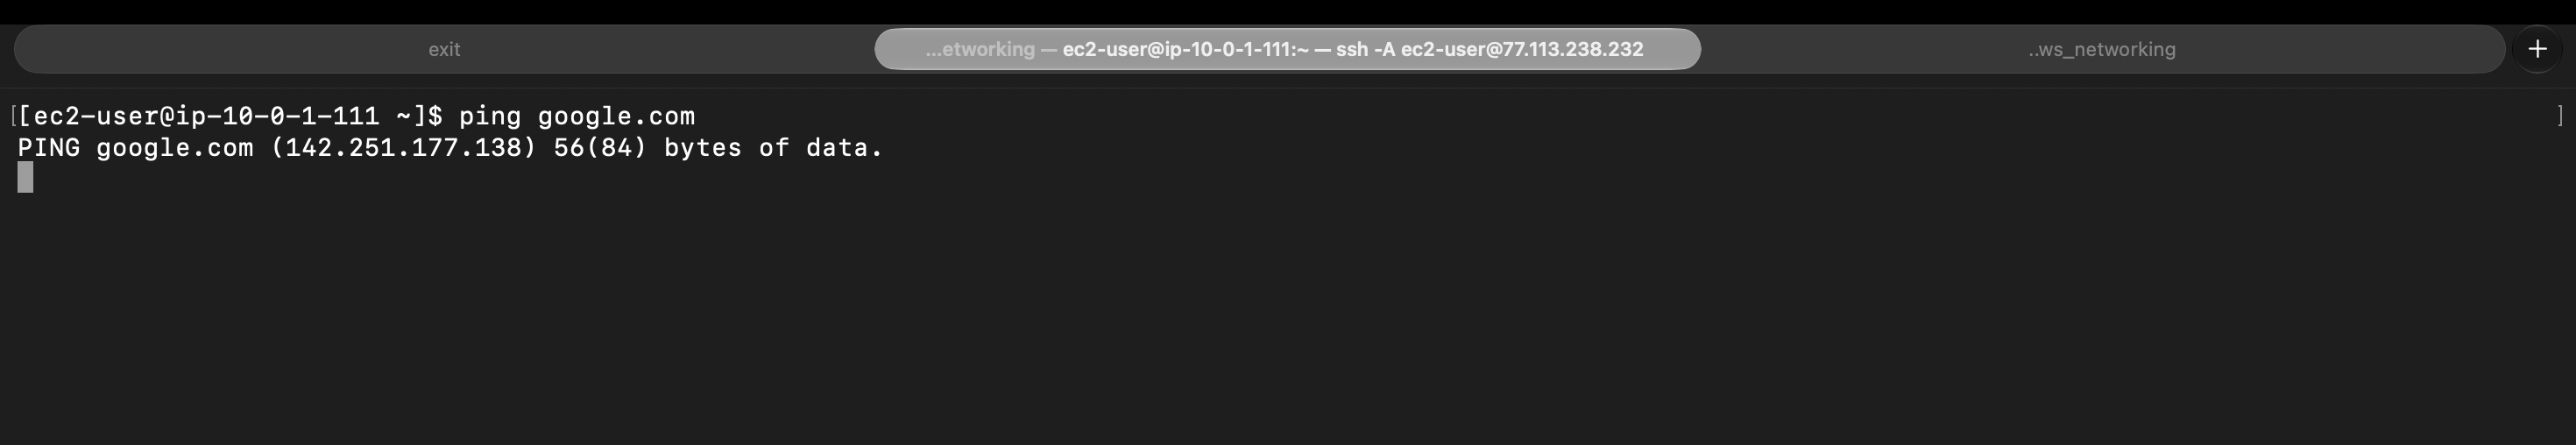 exit
...etworking — ec2-user@ip-10-0-1-111:~ — ssh -A ec2-user@77.113.238.232
..ws_networking
+
[[ec2-user@ip-10-0-1-111 ~]$ ping google.com ]
PING google.com (142.251.177.138) 56(84) bytes of data.